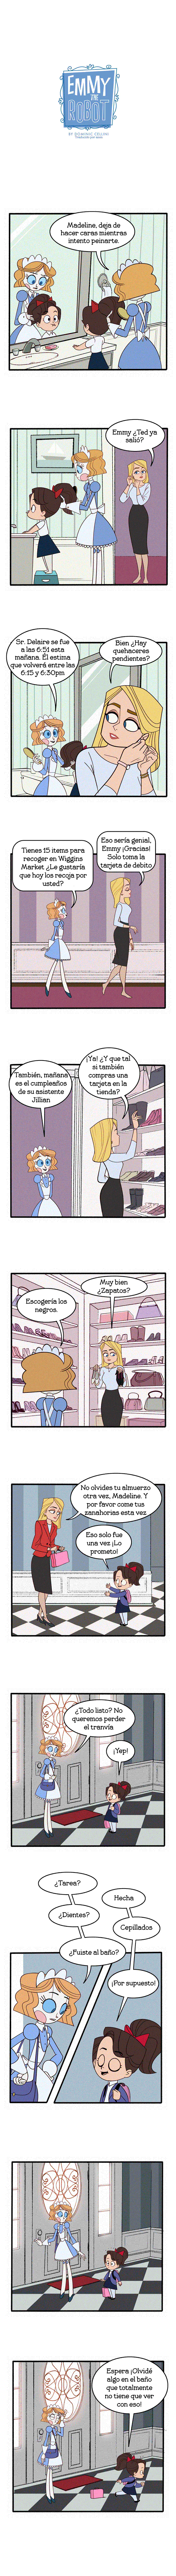 EMMY
THE
ROBOT
BY DOMINIC CELLINI
Madeline, deja de
hacer caras mientras
intento peinarte.
Emmy ¿Ted ya
salió?
Sr. Delaire se fue
a las 6:51 esta
mañana. Él estima
que volverá entre las
6:15 y 6:30pm
Bien ¿Hay
quehaceres
pendientes?
Tienes 15 items para
recoger en Wiggins
Market ¿Le gustaría
que hoy los recoja por
usted?
Eso sería genial,
Emmy ¡Gracias!
Solo toma la
tarjeta de debito
También, mañana
es el cumpleaños
de su asistente
Jillian
¡Ya! ¿Y que tal
si también
compras una
tarjeta en la
tienda?
Escogería los
negros.
Muy bien
¿Zapatos?
No olvides tu almuerzo
otra vez, Madeline. Y
por favor come tus
zanahorias esta vez
Eso solo fue
una vez ¡Lo
prometo!
¿Todo listo? No
queremos perder
el tranvía
¡Yep!
¿Tarea?
Hecha
¿Dientes?
Cepillados
¿Fuiste al baño?
¡Por supuesto!
Espera ¡Olvidé
algo en el baño
que totalmente
no tiene que ver
con eso!